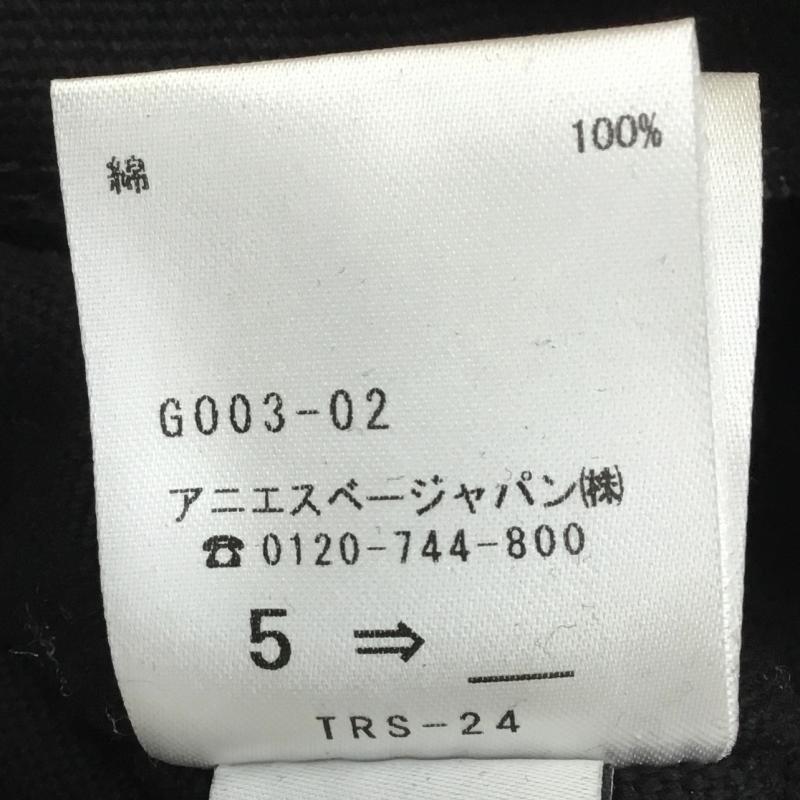 綿 100%
G003-02
アニエスベージャパン㈱
☎0120-744-800
5 ⇒ __
TRS-24